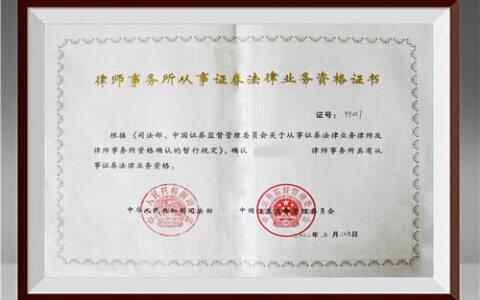 律师事务所从事证券法律业务资格证书
证号：
根据《司法部、中国证券监督管理委员会关于从事证券法律业务律师及
律师事务所资格确认的暂行规定》，确认 律师事务所具有从
事证券法律业务资格。
中华人民共和国司法部 中国证券监督管理委员会